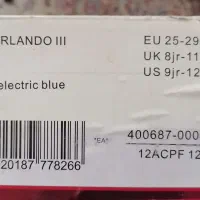 RLANDO III
EU 25-29
UK 8jr-11
US 9jr-12
electric blue
*EA*
400687-000
20187 778266
12ACPF 12